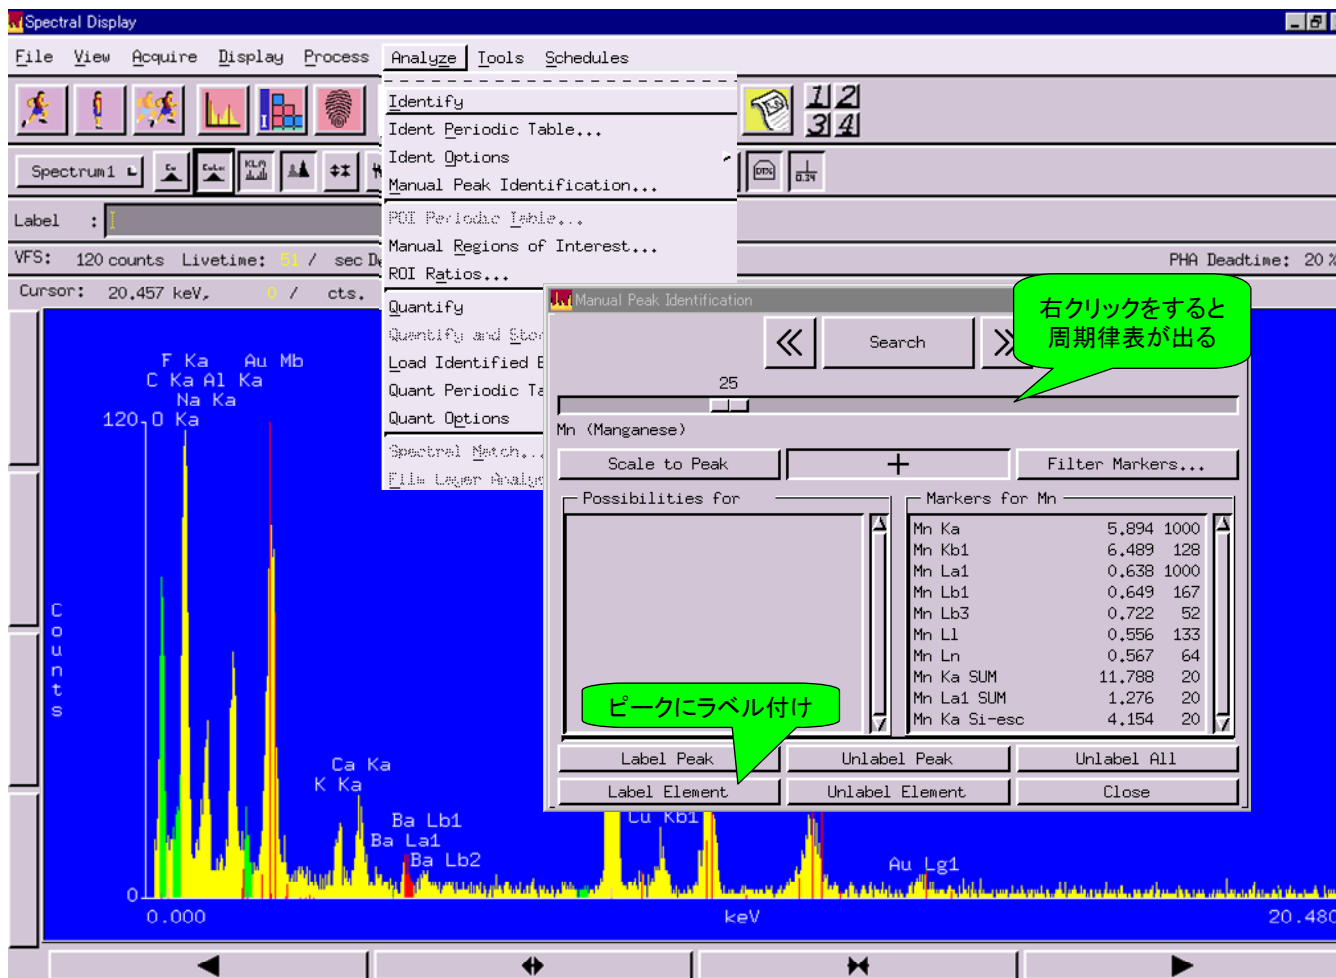 Spectral Display
File View Acquire Display Process Analyze Tools Schedules
Identify
Ident Periodic Table...
Ident Options
Manual Peak Identification...
ROI Periodic Table...
Manual Regions of Interest...
ROI Ratios...
Quantify
Quantify and Stor
Load Identified E
Quant Periodic Ta
Quant Options
Spectral Match...
Film Layer Analys
1 2
3 4
Spectrum1
Cu
KLM
0.34
Label :
VFS: 120 counts Livetime: 51 / sec De
PHA Deadtime: 20 %
Cursor: 20.457 keV, 0 / cts.
Manual Peak Identification
右クリックをすると
周期律表が出る
Search
25
Mn (Manganese)
Scale to Peak
+
Filter Markers...
Possibilities for
Markers for Mn
Mn Ka 5.894 1000
Mn Kb1 6.489 128
Mn La1 0.638 1000
Mn Lb1 0.649 167
Mn Lb3 0.722 52
Mn Ll 0.556 133
Mn Ln 0.567 64
Mn Ka SUM 11.788 20
Mn La1 SUM 1.276 20
Mn Ka Si-esc 4.154 20
ピークにラベル付け
Label Peak
Unlabel Peak
Unlabel All
Label Element
Unlabel Element
Close
F Ka Au Mb
C Ka Al Ka
Na Ka
120 O Ka
Counts
Ca Ka
K Ka
Ba Lb1
Ba La1
Ba Lb2
Cu Kb1
Au Lg1
0
0.000
keV
20.480